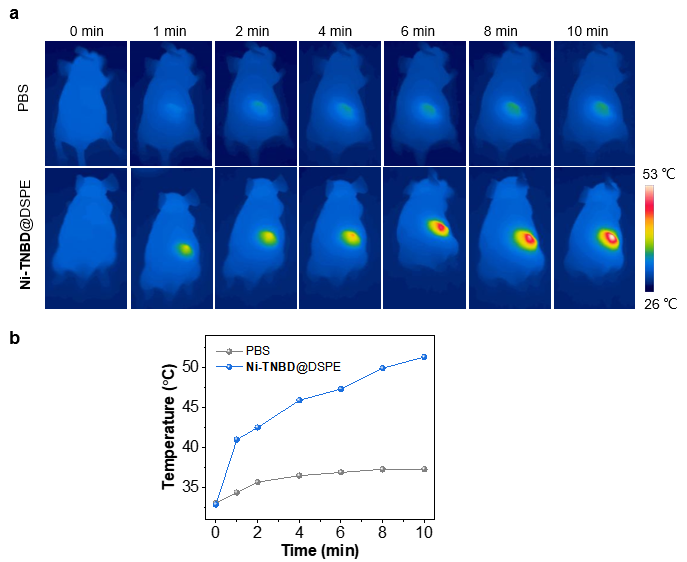 a
0 min 1 min 2 min 4 min 6 min 8 min 10 min
PBS
Ni-TNBD@DSPE
53 ℃
26 ℃
b
PBS
Ni-TNBD@DSPE
Temperature (°C)
50
45
40
35
0 2 4 6 8 10
Time (min)